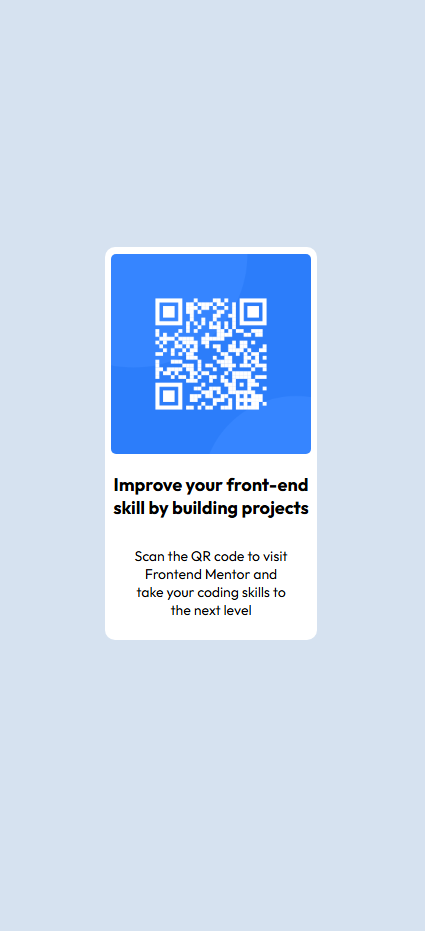 Improve your front-end
skill by building projects
Scan the QR code to visit
Frontend Mentor and
take your coding skills to
the next level